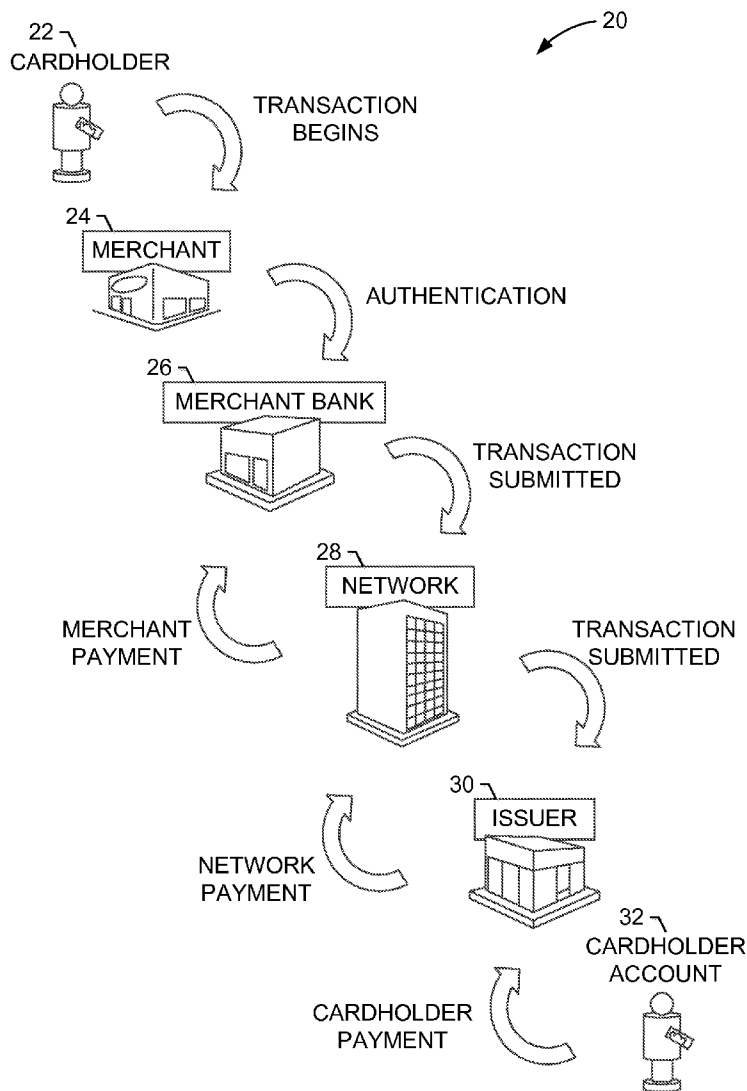 20
22
CARDHOLDER
TRANSACTION
BEGINS
24
MERCHANT
AUTHENTICATION
26
MERCHANT BANK
TRANSACTION
SUBMITTED
28
NETWORK
MERCHANT
PAYMENT
TRANSACTION
SUBMITTED
30
ISSUER
NETWORK
PAYMENT
32
CARDHOLDER
ACCOUNT
CARDHOLDER
PAYMENT